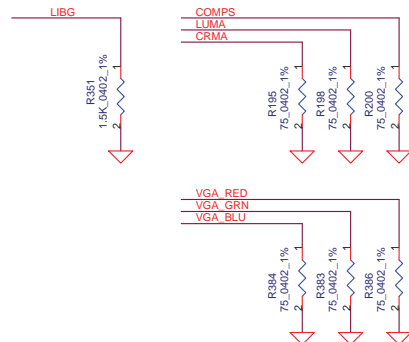 LIBG
1
R351
1.5K_0402_1%
2
COMPS
LUMA
CRMA
1
R195
75_0402_1%
2
1
R198
75_0402_1%
2
1
R200
75_0402_1%
2
VGA_RED
VGA_GRN
VGA_BLU
1
R384
75_0402_1%
2
1
R383
75_0402_1%
2
1
R386
75_0402_1%
2